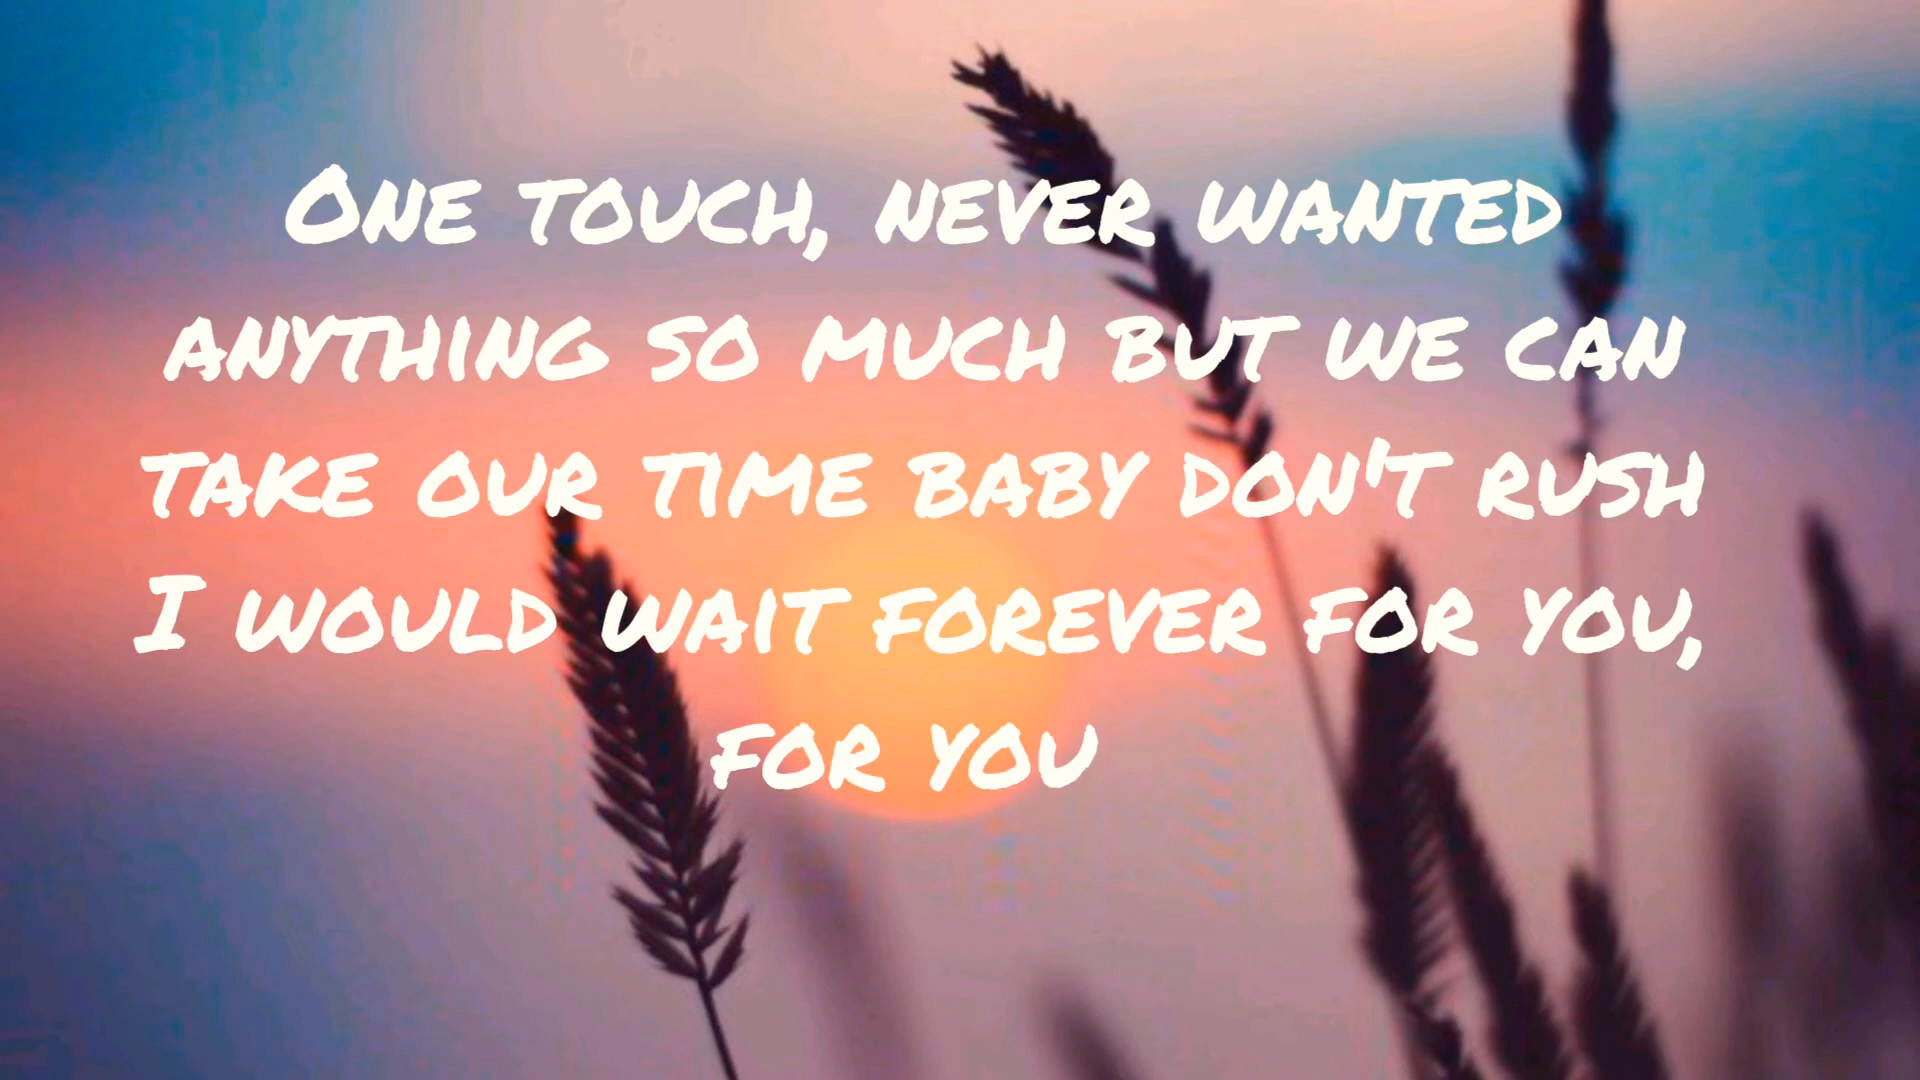 One touch, never wanted
anything so much but we can
take our time baby don't rush
I would wait forever for you,
for you